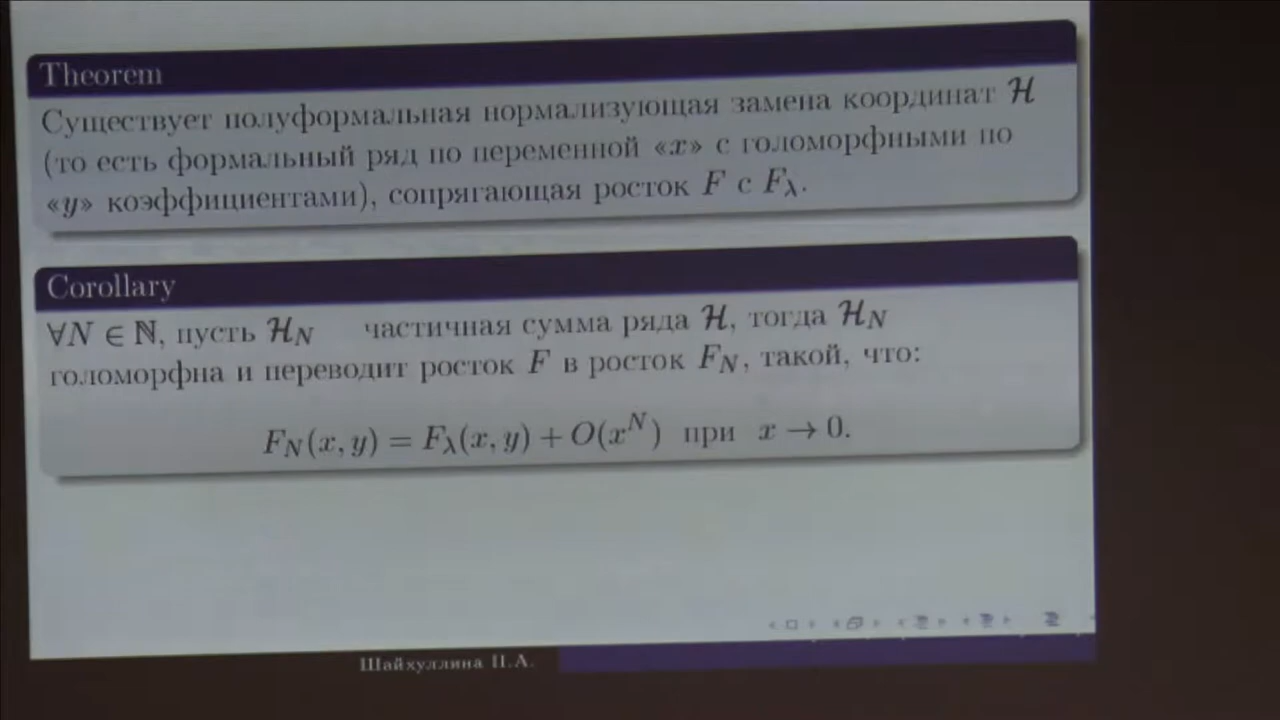 Theorem
Существует полуформальная нормализующая замена координат ℋ
(то есть формальный ряд по переменной «x» с голоморфными по
«y» коэффициентами), сопрягающая росток F с F_λ.
Corollary
∀N ∈ ℕ, пусть ℋ_N частичная сумма ряда ℋ, тогда ℋ_N
голоморфна и переводит росток F в росток F_N, такой, что:
F_N(x, y) = F_λ(x, y) + O(x^N) при x → 0.
Шайхуллина П.А.